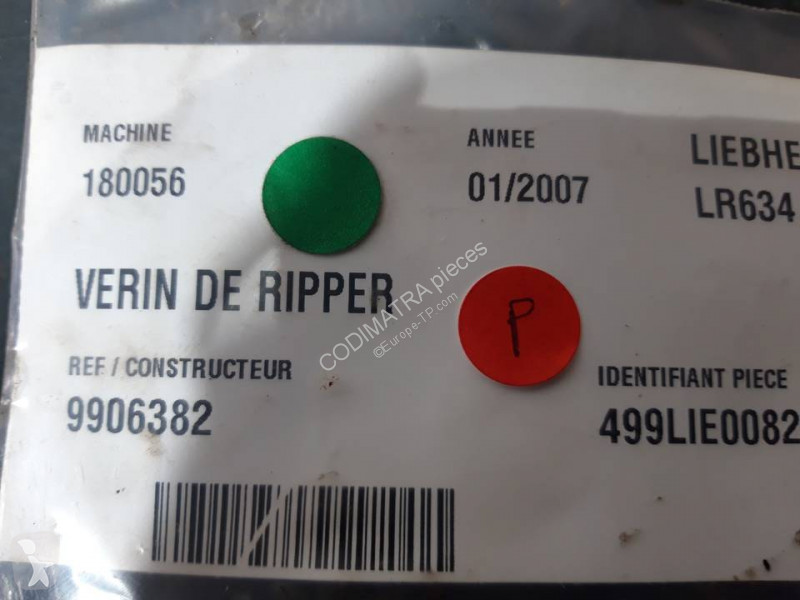 MACHINE
180056
ANNEE
01/2007
LIEBHE
LR634
VERIN DE RIPPER
P
CODIMATRA pieces
©Europe-TP.com
REF / CONSTRUCTEUR
9906382
IDENTIFIANT PIECE
499LIE0082